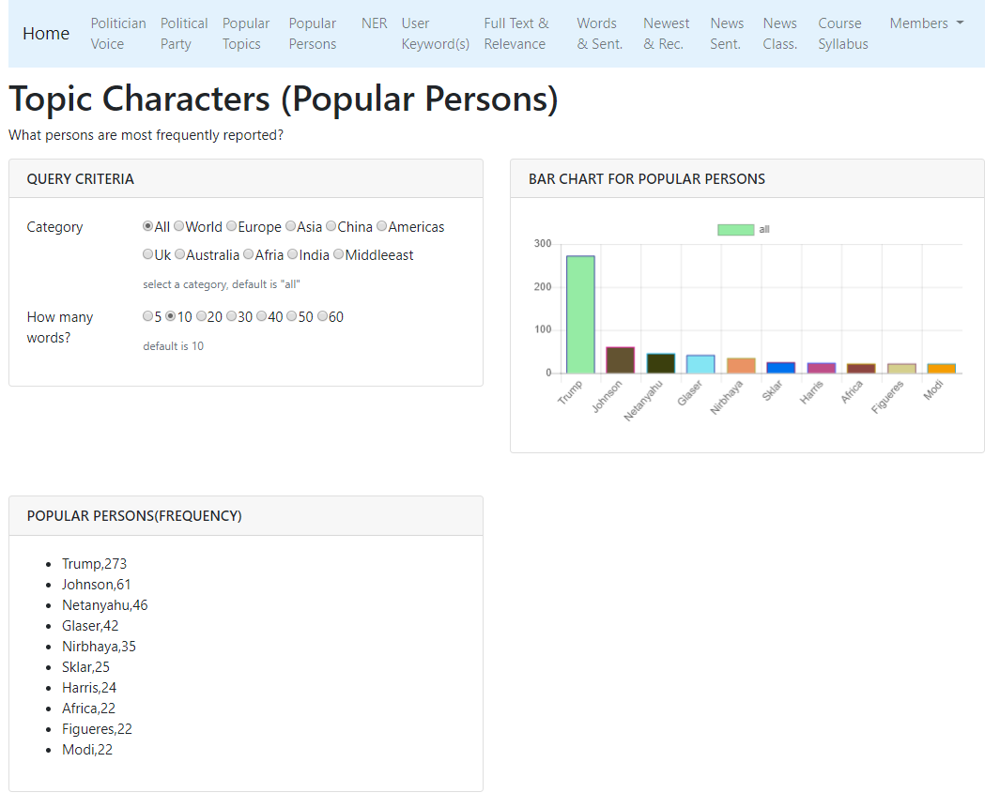 Home
Politician Voice
Political Party
Popular Topics
Popular Persons
NER
User Keyword(s)
Full Text & Relevance
Words & Sent.
Newest & Rec.
News Sent.
News Class.
Course Syllabus
Members
Topic Characters (Popular Persons)
What persons are most frequently reported?
QUERY CRITERIA
Category
All World Europe Asia China Americas
Uk Australia Afria India Middleeast
select a category, default is "all"
How many words?
5 10 20 30 40 50 60
default is 10
BAR CHART FOR POPULAR PERSONS
all
300
200
100
0
Trump
Johnson
Netanyahu
Glaser
Nirbhaya
Sklar
Harris
Africa
Figueres
Modi
POPULAR PERSONS(FREQUENCY)
Trump,273
Johnson,61
Netanyahu,46
Glaser,42
Nirbhaya,35
Sklar,25
Harris,24
Africa,22
Figueres,22
Modi,22